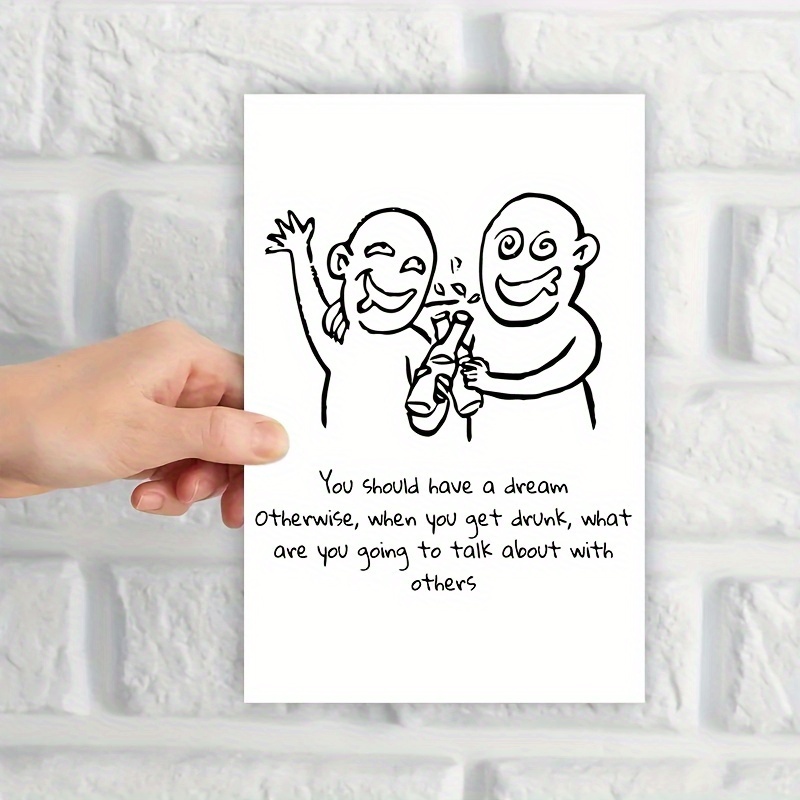 You should have a dream
Otherwise, when you get drunk, what
are you going to talk about with
others